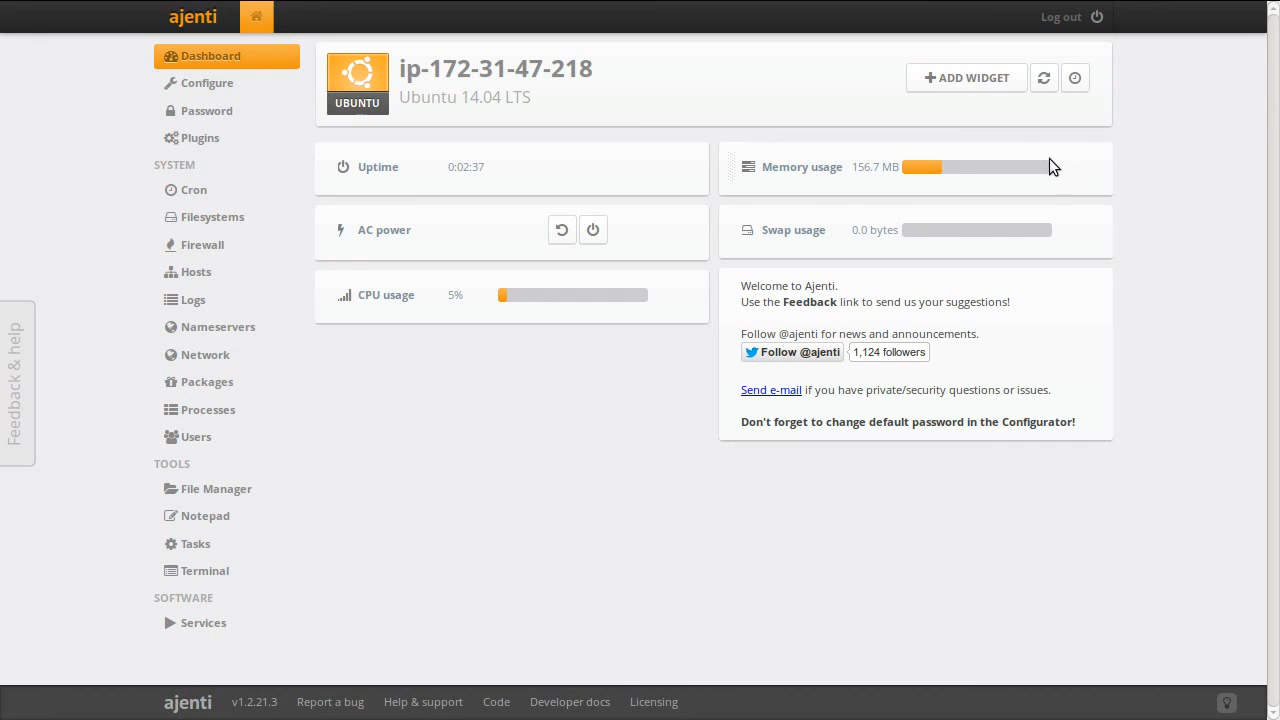 ajenti
Log out
Dashboard
Configure
Password
Plugins
SYSTEM
Cron
Filesystems
Firewall
Hosts
Logs
Nameservers
Network
Packages
Processes
Users
TOOLS
File Manager
Notepad
Tasks
Terminal
SOFTWARE
Services
Feedback & help
UBUNTU
ip-172-31-47-218
Ubuntu 14.04 LTS
ADD WIDGET
Uptime 0:02:37
AC power
CPU usage 5%
Memory usage 156.7 MB
Swap usage 0.0 bytes
Welcome to Ajenti.
Use the Feedback link to send us your suggestions!
Follow @ajenti for news and announcements.
Follow @ajenti 1,124 followers
Send e-mail if you have private/security questions or issues.
Don't forget to change default password in the Configurator!
ajenti v1.2.21.3 Report a bug Help & support Code Developer docs Licensing